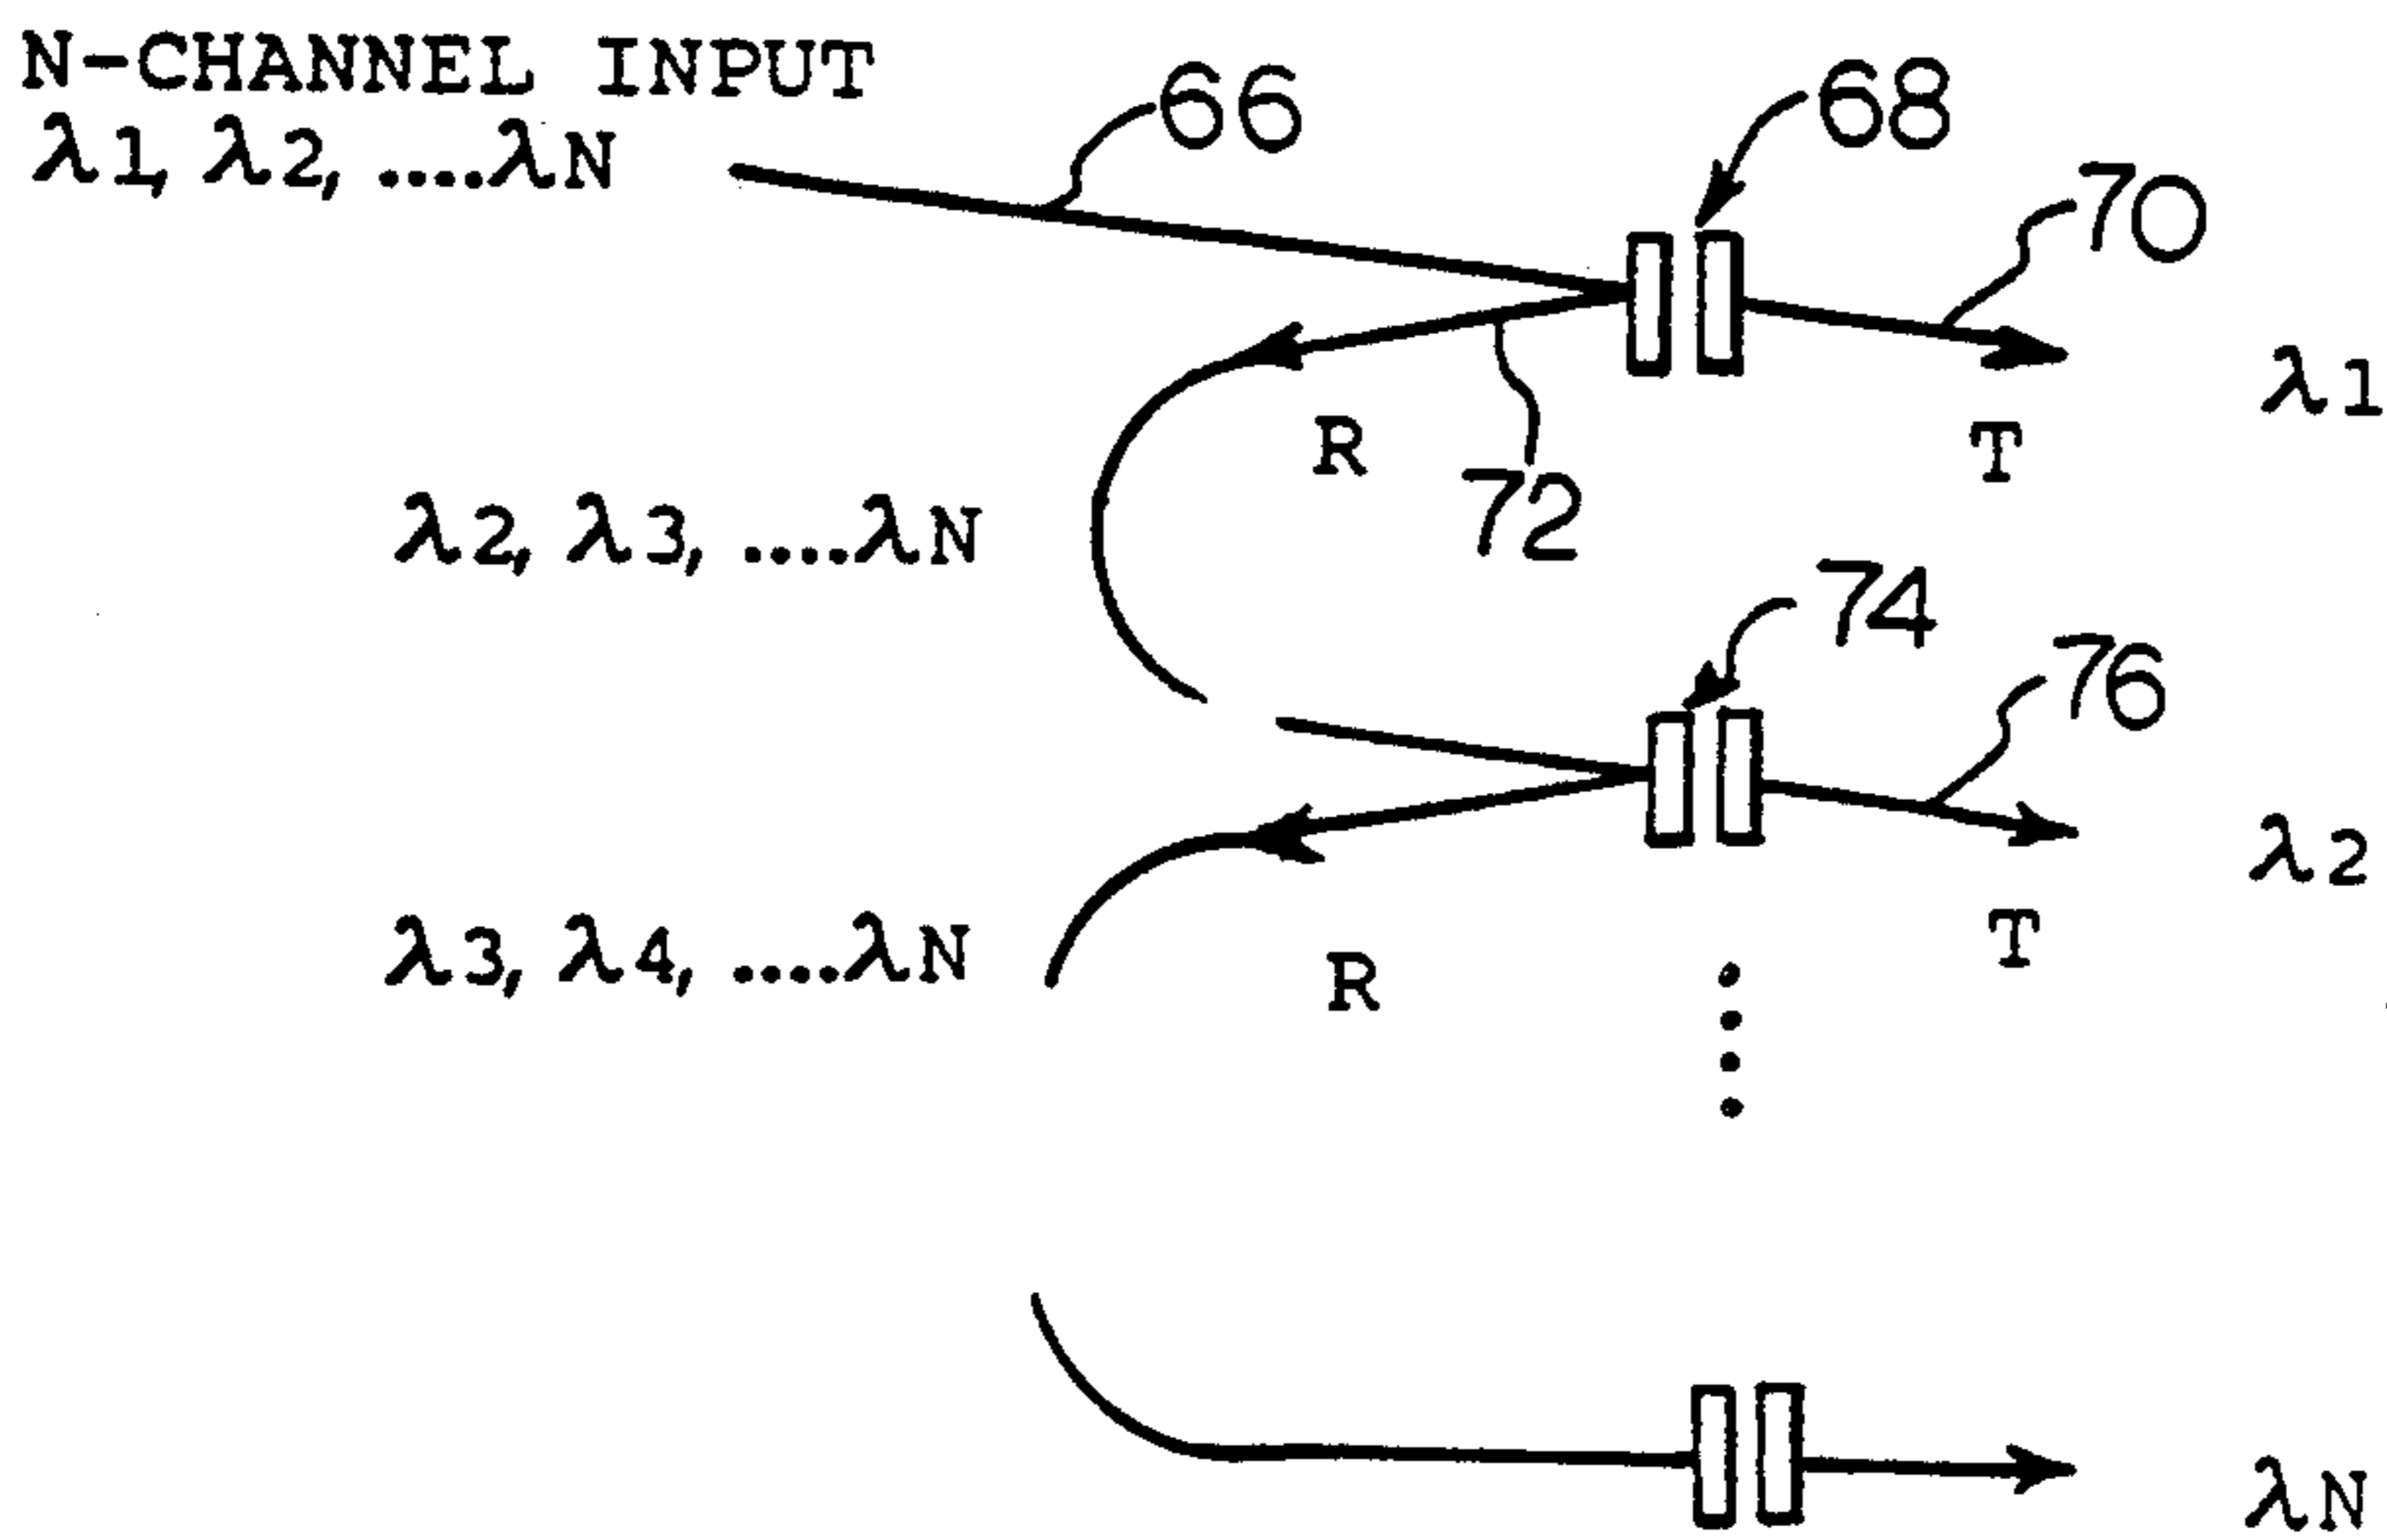 N-CHANNEL INPUT
λ1, λ2, ....λN
66
68
70
λ1
R
T
72
λ2, λ3, ....λN
74
76
λ2
T
λ3, λ4, ....λN
R
λN